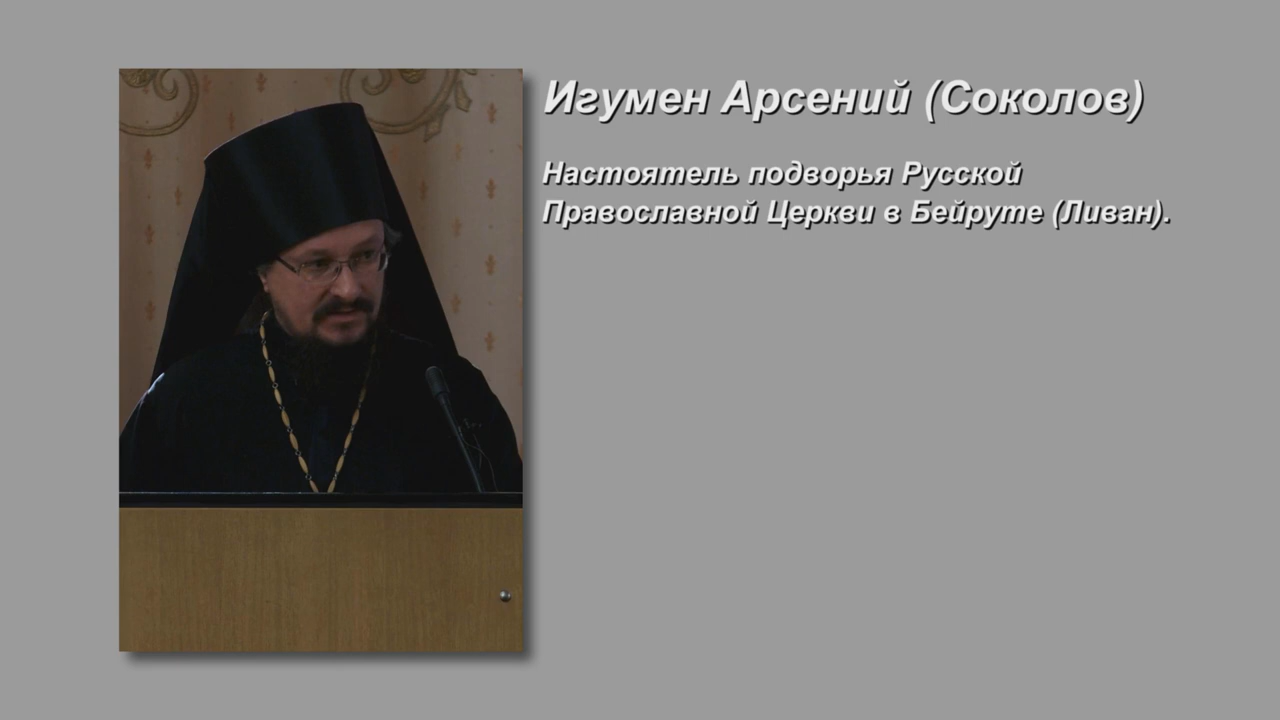 Игумен Арсений (Соколов)
Настоятель подворья Русской
Православной Церкви в Бейруте (Ливан).